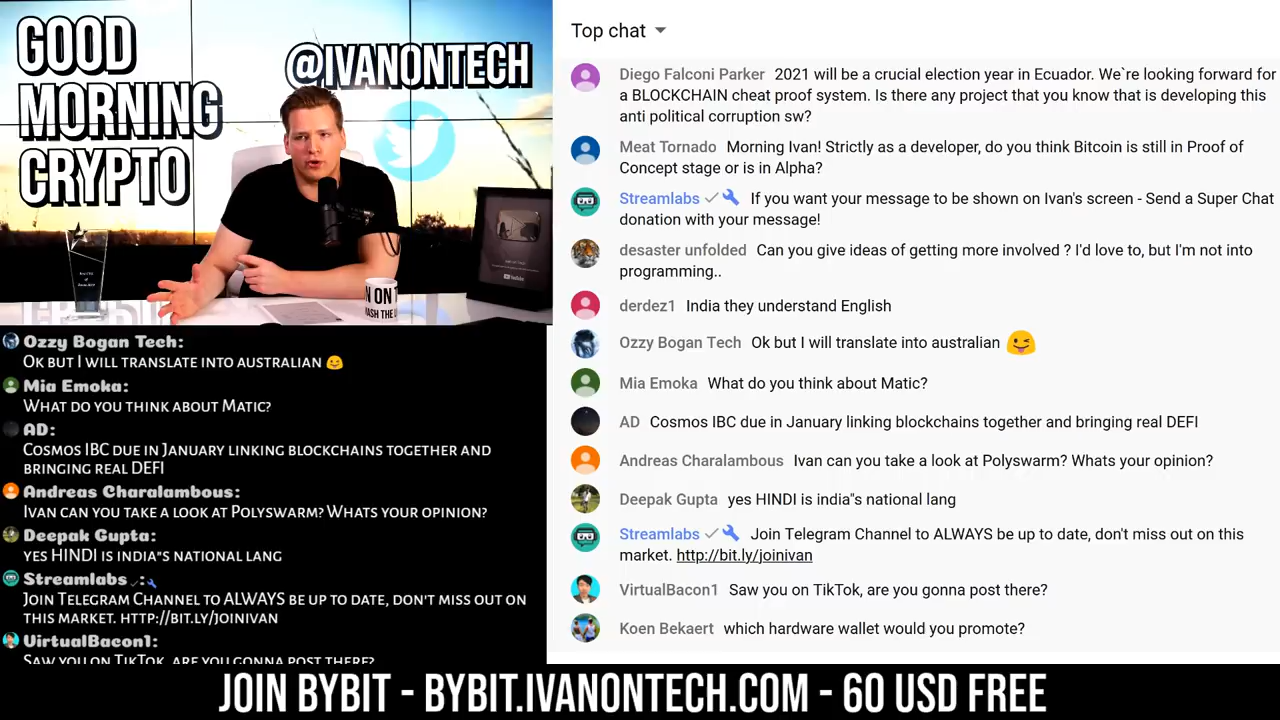 GOOD
MORNING
CRYPTO
@IVANONTECH
N ON T
ASH THE L
YouTube
Ozzy Bogan Tech:
Ok but I will translate into australian 😜
Mia Emoka:
What do you think about Matic?
AD:
Cosmos IBC due in January linking blockchains together and
bringing real DEFI
Andreas Charalambous:
Ivan can you take a look at Polyswarm? Whats your opinion?
Deepak Gupta:
yes HINDI is india"s national lang
Streamlabs ✓🔧:
Join Telegram Channel to ALWAYS be up to date, don't miss out on
this market. http://bit.ly/joinivan
VirtualBacon1:
Saw you on TikTok, are you gonna post there?
Top chat
Diego Falconi Parker 2021 will be a crucial election year in Ecuador. We`re looking forward for
a BLOCKCHAIN cheat proof system. Is there any project that you know that is developing this
anti political corruption sw?
Meat Tornado Morning Ivan! Strictly as a developer, do you think Bitcoin is still in Proof of
Concept stage or is in Alpha?
Streamlabs ✓🔧 If you want your message to be shown on Ivan's screen - Send a Super Chat
donation with your message!
desaster unfolded Can you give ideas of getting more involved ? I'd love to, but I'm not into
programming..
derdez1 India they understand English
Ozzy Bogan Tech Ok but I will translate into australian 😜
Mia Emoka What do you think about Matic?
AD Cosmos IBC due in January linking blockchains together and bringing real DEFI
Andreas Charalambous Ivan can you take a look at Polyswarm? Whats your opinion?
Deepak Gupta yes HINDI is india"s national lang
Streamlabs ✓🔧 Join Telegram Channel to ALWAYS be up to date, don't miss out on this
market. http://bit.ly/joinivan
VirtualBacon1 Saw you on TikTok, are you gonna post there?
Koen Bekaert which hardware wallet would you promote?
JOIN BYBIT - BYBIT.IVANONTECH.COM - 60 USD FREE